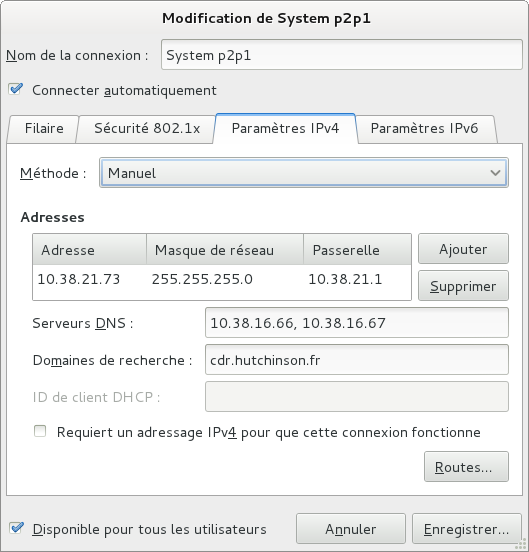 Modification de System p2p1
Nom de la connexion : System p2p1
Connecter automatiquement
Filaire Sécurité 802.1x Paramètres IPv4 Paramètres IPv6
Méthode : Manuel
Adresses
Adresse Masque de réseau Passerelle Ajouter
10.38.21.73 255.255.255.0 10.38.21.1 Supprimer
Serveurs DNS : 10.38.16.66, 10.38.16.67
Domaines de recherche : cdr.hutchinson.fr
ID de client DHCP :
Requiert un adressage IPv4 pour que cette connexion fonctionne
Routes...
Disponible pour tous les utilisateurs Annuler Enregistrer...